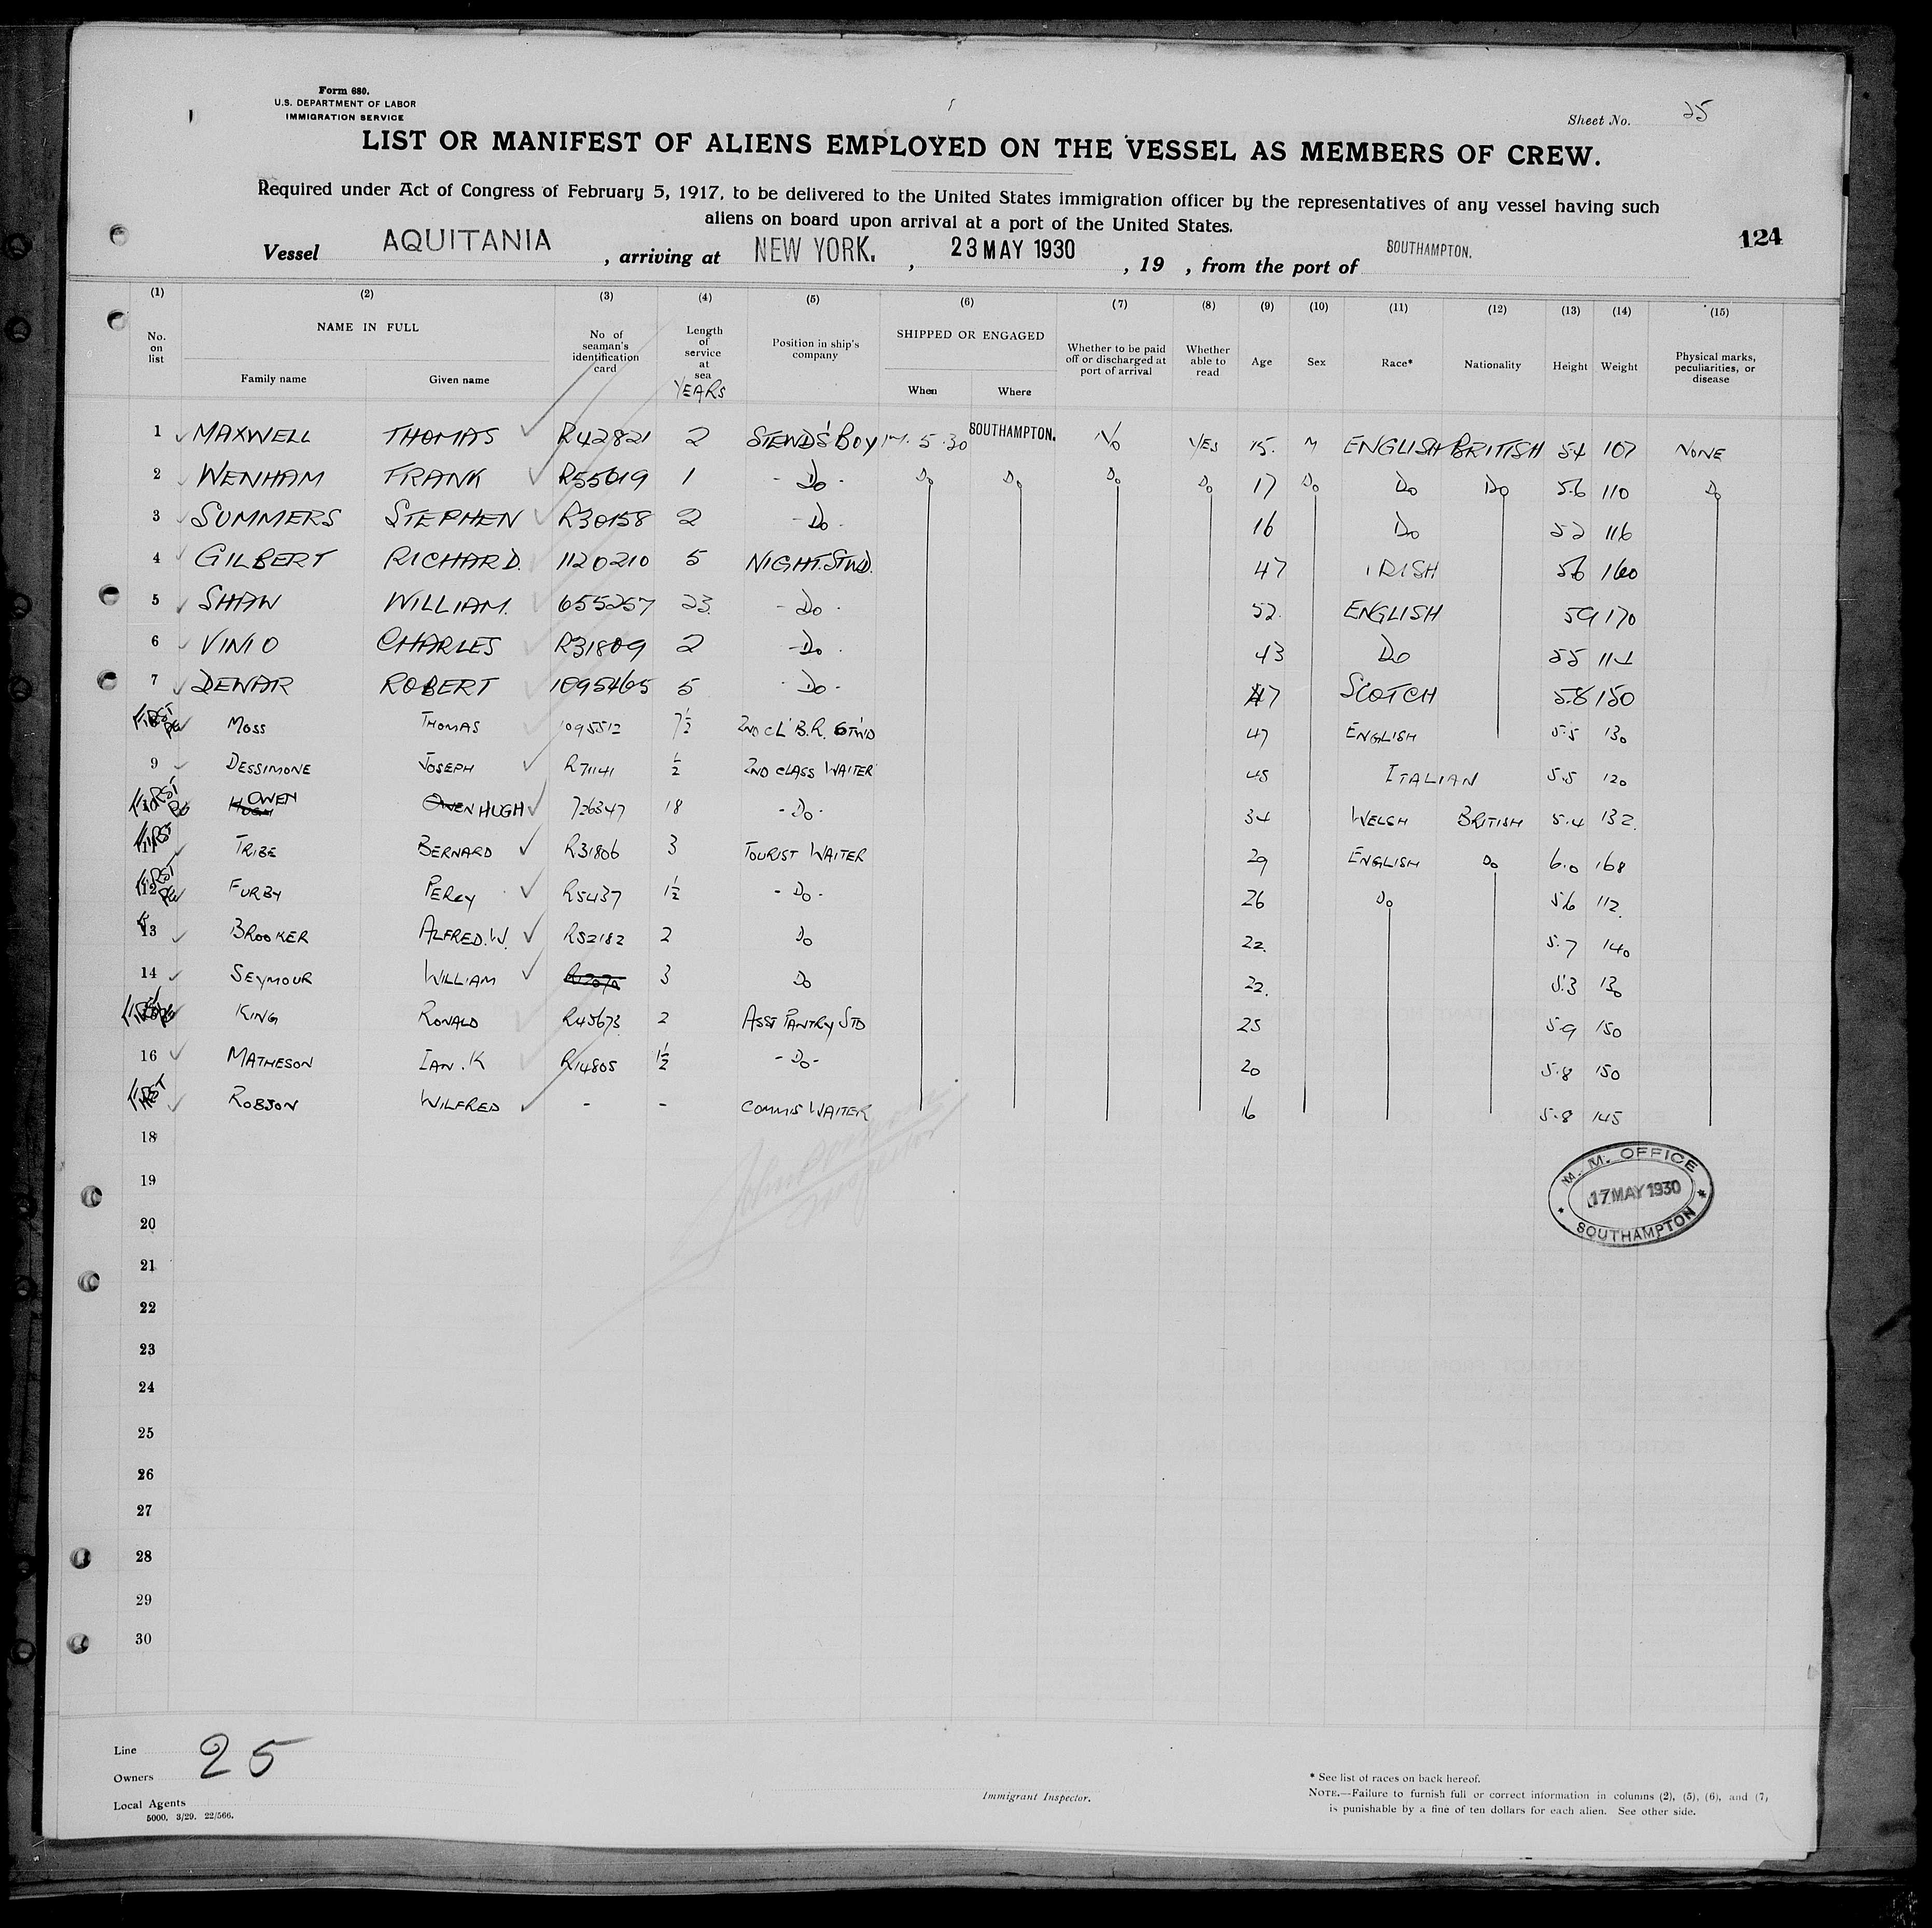 Form 680.
U.S. DEPARTMENT OF LABOR
IMMIGRATION SERVICE
Sheet No. 25
LIST OR MANIFEST OF ALIENS EMPLOYED ON THE VESSEL AS MEMBERS OF CREW.
Required under Act of Congress of February 5, 1917, to be delivered to the United States immigration officer by the representatives of any vessel having such
aliens on board upon arrival at a port of the United States.
124
Vessel AQUITANIA , arriving at NEW YORK. , 23 MAY 1930 , 19 , from the port of SOUTHAMPTON.
(1) (2) (3) (4) (5) (6) (7) (8) (9) (10) (11) (12) (13) (14) (15)
No. on list NAME IN FULL Family name Given name No of seaman's identification card Length of service at sea YEARS Position in ship's company SHIPPED OR ENGAGED When Where Whether to be paid off or discharged at port of arrival Whether able to read Age Sex Race* Nationality Height Weight Physical marks, peculiarities, or disease
1 MAXWELL THOMAS R42821 2 STEWDS' BOY 17.5.30 SOUTHAMPTON. No YES 15. M ENGLISH BRITISH 5.4 107 NONE
2 WENHAM FRANK R55019 1 - Do - Do Do Do Do 17 Do Do Do 5.6 110 Do
3 SUMMERS STEPHEN R30158 2 - Do - 16 Do 5 2 116
4 GILBERT RICHARD. 1120210 5 NIGHT.STWD. 47 IRISH 5 6 160
5 SHAW WILLIAM. 655257 23. - Do - 52. ENGLISH 5 9 170
6 VINIO CHARLES R31809 2 - Do - 43 Do 5 5 114
7 DEWAR ROBERT 1095465 5 - Do - 47 SCOTCH 5.8 150
FIRST MOSS THOMAS 1095512 7½ 2ND CL' B.R. STWD 47 ENGLISH 5.5 130
9 DESSIMONE JOSEPH R71141 ½ 2ND CLASS WAITER 45 ITALIAN 5.5 120
FIRST HUGH OWEN OWEN HUGH 726347 18 - Do - 34 WELSH BRITISH 5.4 132.
FIRST 11 TRIBE BERNARD R31806 3 TOURIST WAITER 29 ENGLISH Do 6.0 168
FIRST 12 FURBY PERCY R5437 1½ - Do - 26 Do 5.6 112.
13 BROOKER ALFRED.W. R52182 2 Do 22. 5.7 140
14 SEYMOUR WILLIAM 3 Do 22. 5.3 130
KING RONALD R45673 2 ASST PANTRY STD 25 5.9 150
16 MATHESON IAN.K R14805 1½ - Do - 20 5.8 150
FIRST ROBSON WILFRED - - COMMIS WAITER 16 5.8 145
18
19
20
21
22
23
24
25
26
27
28
29
30
M. M. OFFICE
17 MAY 1930
SOUTHAMPTON
Line
25
Owners
Local Agents
5000. 3/29. 22/566.
Immigrant Inspector.
* See list of races on back hereof.
NOTE.—Failure to furnish full or correct information in columns (2), (5), (6), and (7,
is punishable by a fine of ten dollars for each alien. See other side.